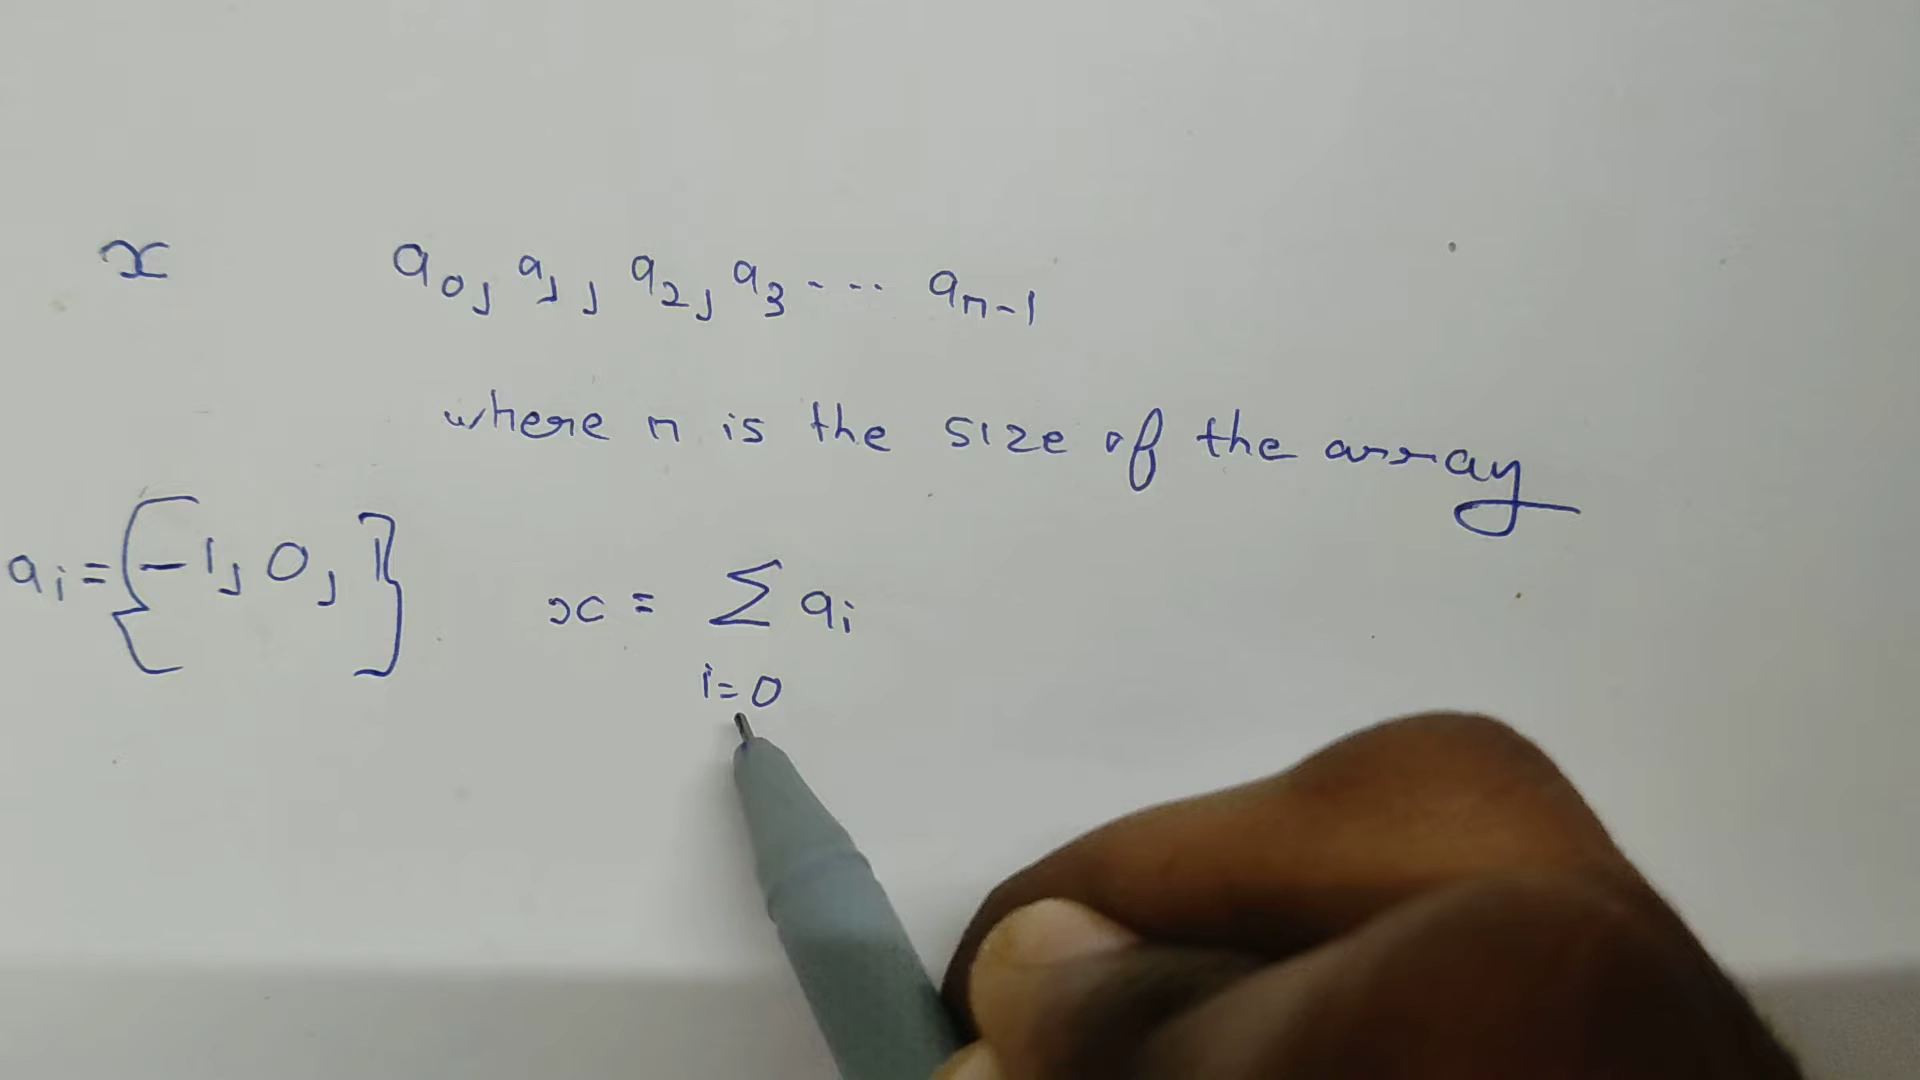 x a₀, a₁, a₂, a₃ ---- aₙ₋₁
where n is the size of the array
aᵢ = {-1, 0, 1}
x = Σ aᵢ
i=0